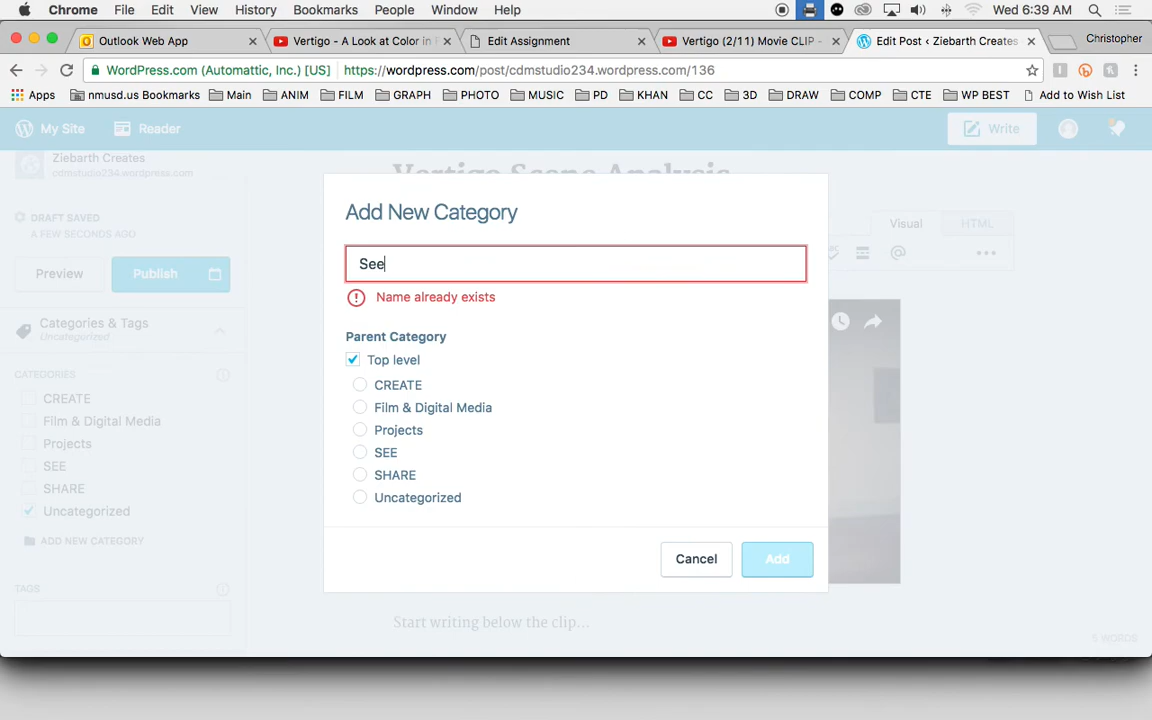 Chrome File Edit View History Bookmarks People Window Help Wed 6:39 AM
Outlook Web App Vertigo - A Look at Color in Edit Assignment Vertigo (2/11) Movie CLIP - Edit Post ‹ Ziebarth Creates Christopher
WordPress.com (Automattic, Inc.) [US] https://wordpress.com/post/cdmstudio234.wordpress.com/136
Apps nmusd.us Bookmarks Main ANIM FILM GRAPH PHOTO MUSIC PD KHAN CC 3D DRAW COMP CTE WP BEST Add to Wish List
My Site Reader Write
Ziebarth Creates
cdmstudio234.wordpress.com
Vertigo Scene Analysis
DRAFT SAVED
A FEW SECONDS AGO
Preview Publish
Categories & Tags
Uncategorized
CATEGORIES
CREATE
Film & Digital Media
Projects
SEE
SHARE
Uncategorized
ADD NEW CATEGORY
TAGS
Visual HTML
Add New Category
See
Name already exists
Parent Category
Top level
CREATE
Film & Digital Media
Projects
SEE
SHARE
Uncategorized
Cancel Add
Start writing below the clip...
5 WORDS